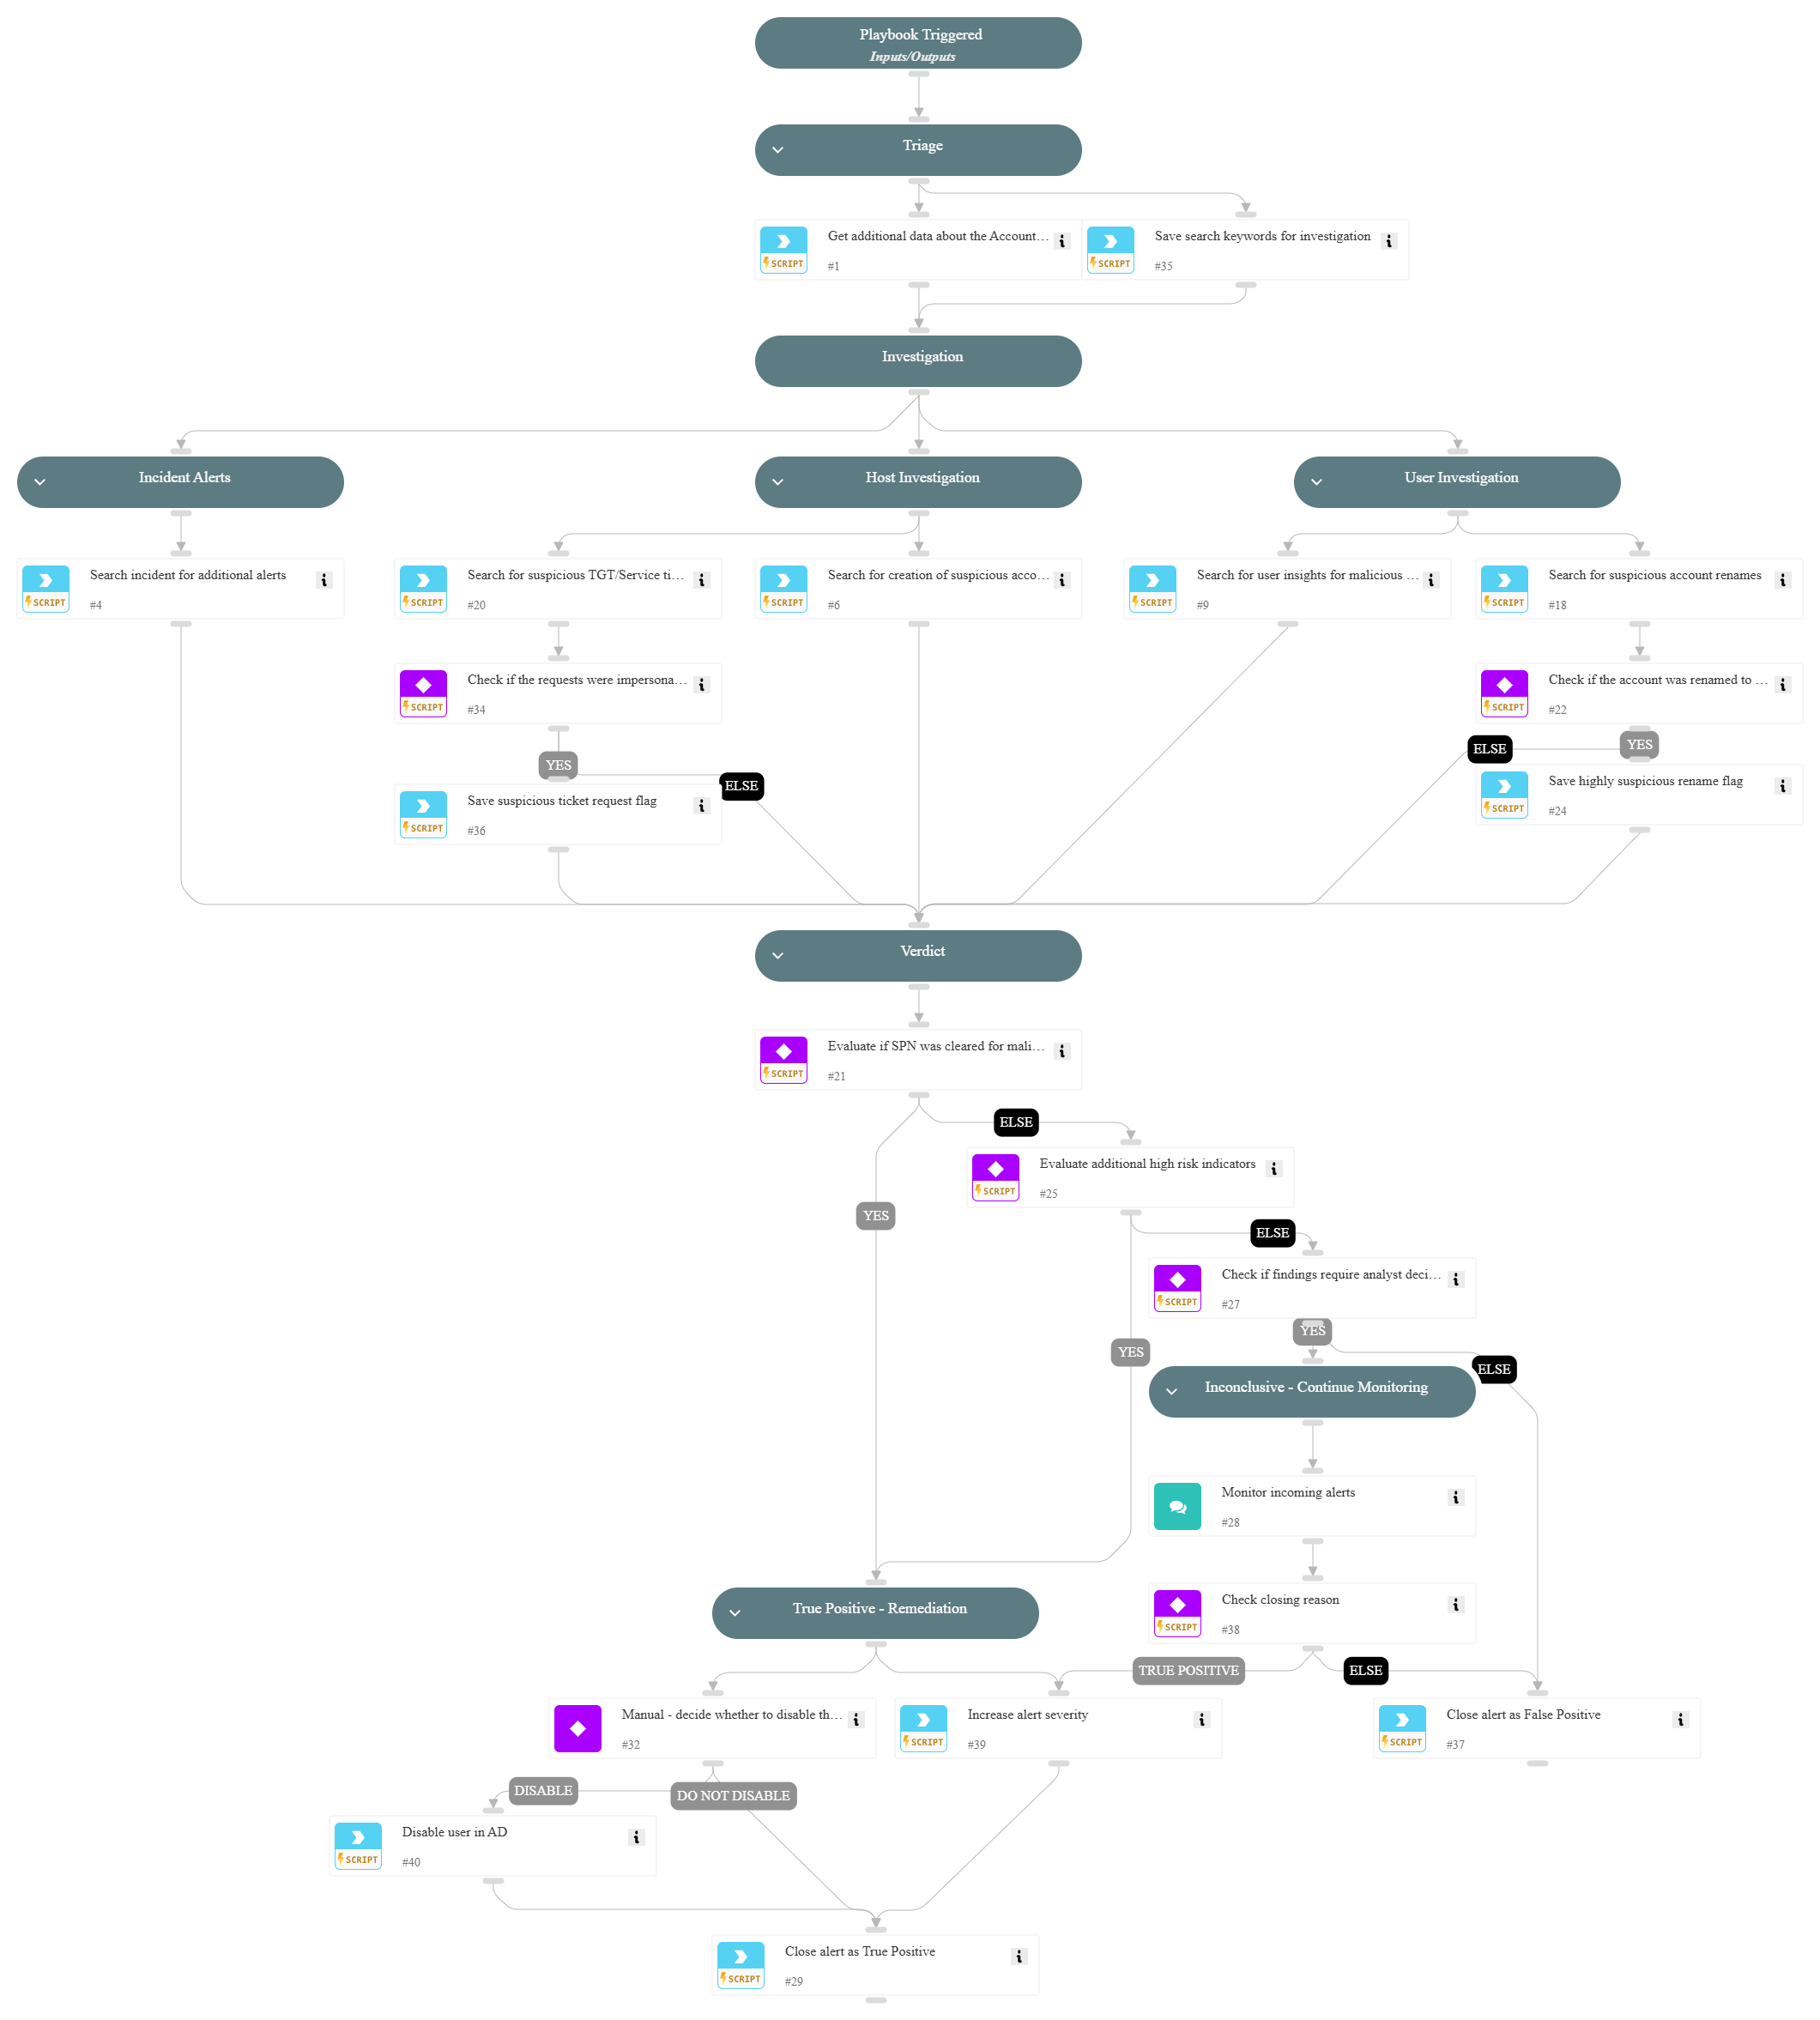 Playbook Triggered
Inputs/Outputs
Triage
Get additional data about the Account…
SCRIPT
#1
Save search keywords for investigation
SCRIPT
#35
Investigation
Incident Alerts
Host Investigation
User Investigation
Search incident for additional alerts
SCRIPT
#4
Search for suspicious TGT/Service ti…
SCRIPT
#20
Search for creation of suspicious acco…
SCRIPT
#6
Search for user insights for malicious …
SCRIPT
#9
Search for suspicious account renames
SCRIPT
#18
Check if the requests were impersona…
SCRIPT
#34
Check if the account was renamed to …
SCRIPT
#22
YES
ELSE
ELSE
YES
Save suspicious ticket request flag
SCRIPT
#36
Save highly suspicious rename flag
SCRIPT
#24
Verdict
Evaluate if SPN was cleared for mali…
SCRIPT
#21
ELSE
YES
Evaluate additional high risk indicators
SCRIPT
#25
ELSE
YES
Check if findings require analyst deci…
SCRIPT
#27
YES
ELSE
Inconclusive - Continue Monitoring
Monitor incoming alerts
#28
Check closing reason
SCRIPT
#38
True Positive - Remediation
TRUE POSITIVE
ELSE
Manual - decide whether to disable th…
#32
Increase alert severity
SCRIPT
#39
Close alert as False Positive
SCRIPT
#37
DISABLE
DO NOT DISABLE
Disable user in AD
SCRIPT
#40
Close alert as True Positive
SCRIPT
#29